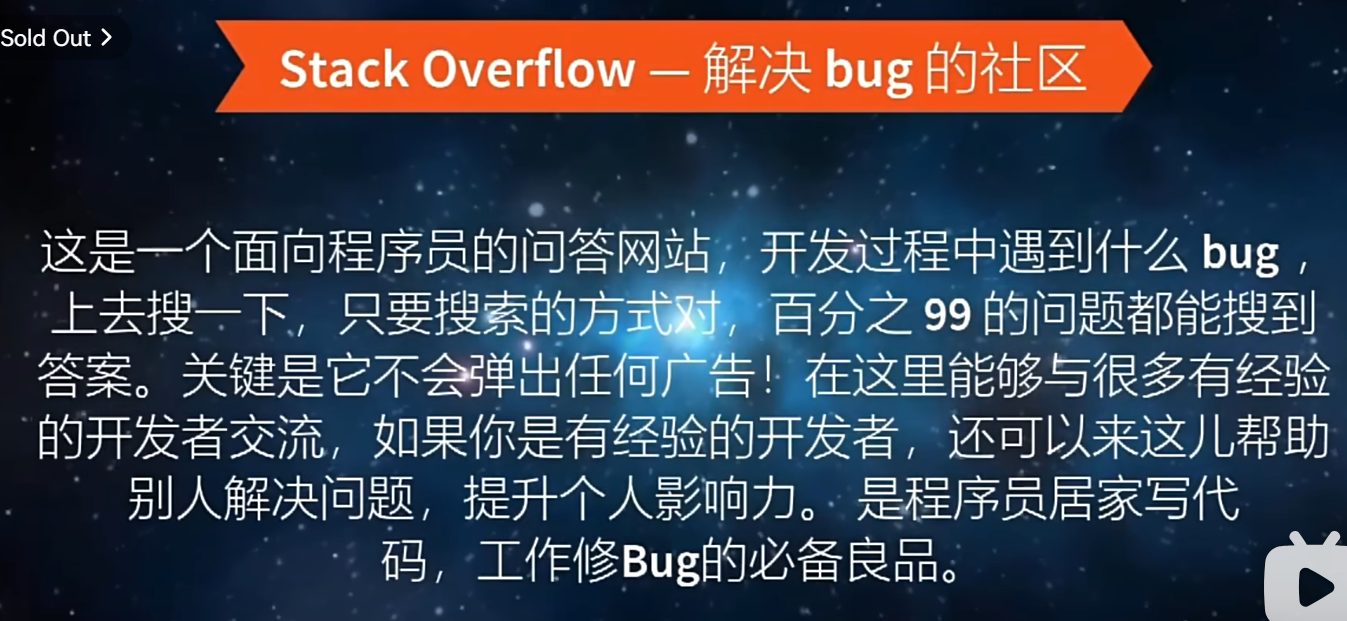 Sold Out >
Stack Overflow — 解决 bug 的社区
这是一个面向程序员的问答网站，开发过程中遇到什么 bug，
上去搜一下，只要搜索的方式对，百分之 99 的问题都能搜到
答案。关键是它不会弹出任何广告！在这里能够与很多有经验
的开发者交流，如果你是有经验的开发者，还可以来这儿帮助
别人解决问题，提升个人影响力。 是程序员居家写代
码，工作修Bug的必备良品。